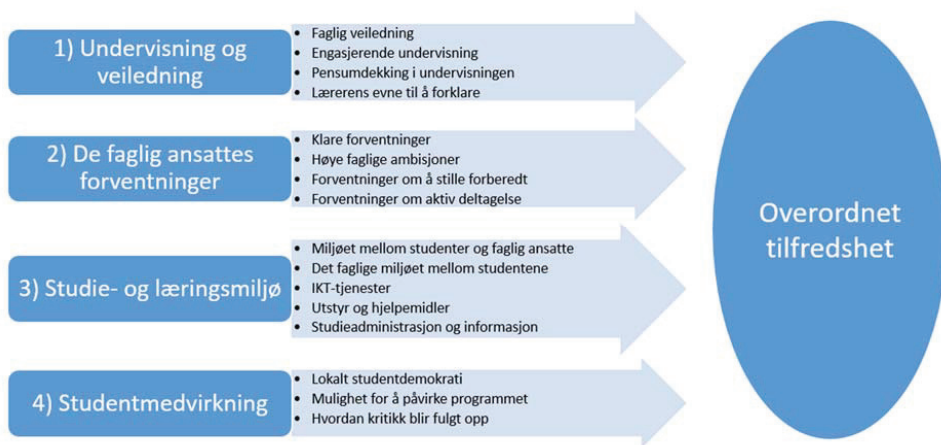 1) Undervisning og
veiledning
• Faglig veiledning
• Engasjerende undervisning
• Pensumdekking i undervisningen
• Lærerens evne til å forklare
2) De faglig ansattes
forventninger
• Klare forventninger
• Høye faglige ambisjoner
• Forventninger om å stille forberedt
• Forventninger om aktiv deltagelse
3) Studie- og læringsmiljø
• Miljøet mellom studenter og faglig ansatte
• Det faglige miljøet mellom studentene
• IKT-tjenester
• Utstyr og hjelpemidler
• Studieadministrasjon og informasjon
4) Studentmedvirkning
• Lokalt studentdemokrati
• Mulighet for å påvirke programmet
• Hvordan kritikk blir fulgt opp
Overordnet
tilfredshet